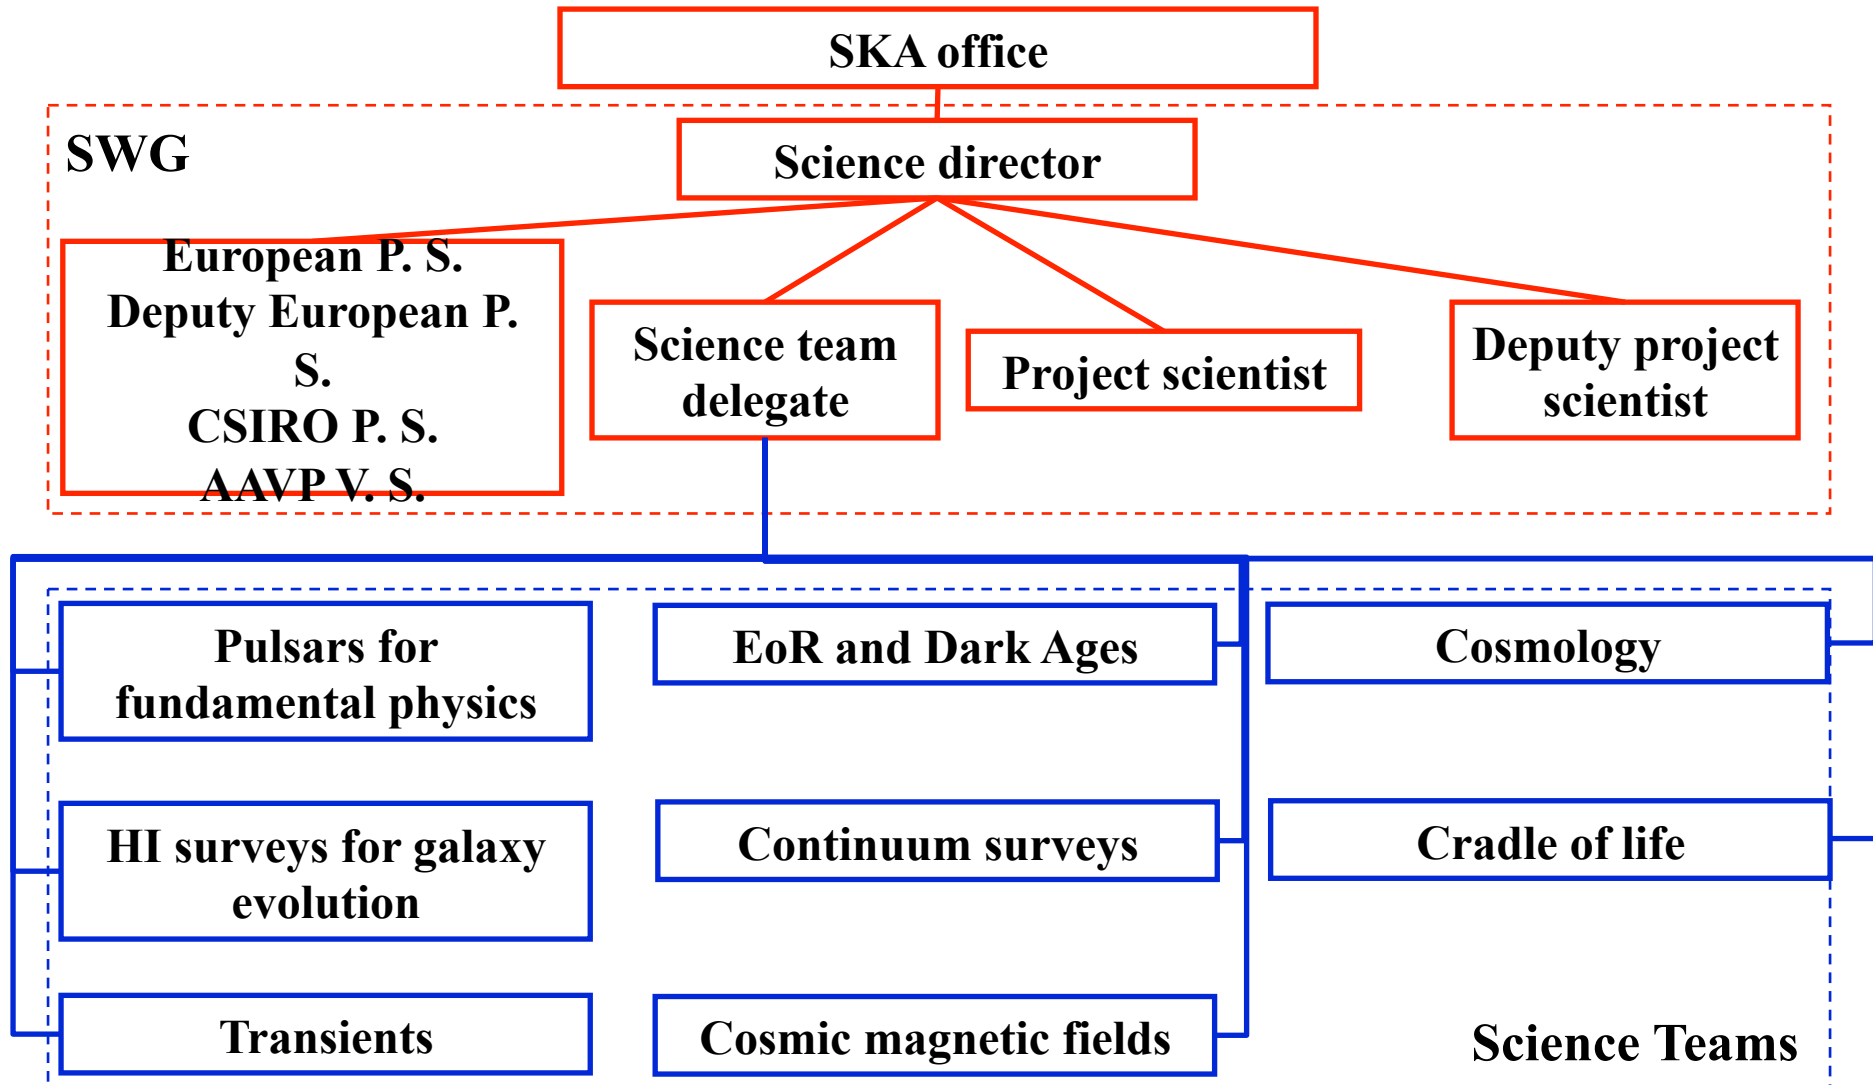 SKA office
SWG
Science director
European P. S.
Deputy European P.
S.
CSIRO P. S.
AAVP V. S.
Science team
delegate
Project scientist
Deputy project
scientist
Pulsars for
fundamental physics
EoR and Dark Ages
Cosmology
HI surveys for galaxy
evolution
Continuum surveys
Cradle of life
Transients
Cosmic magnetic fields
Science Teams